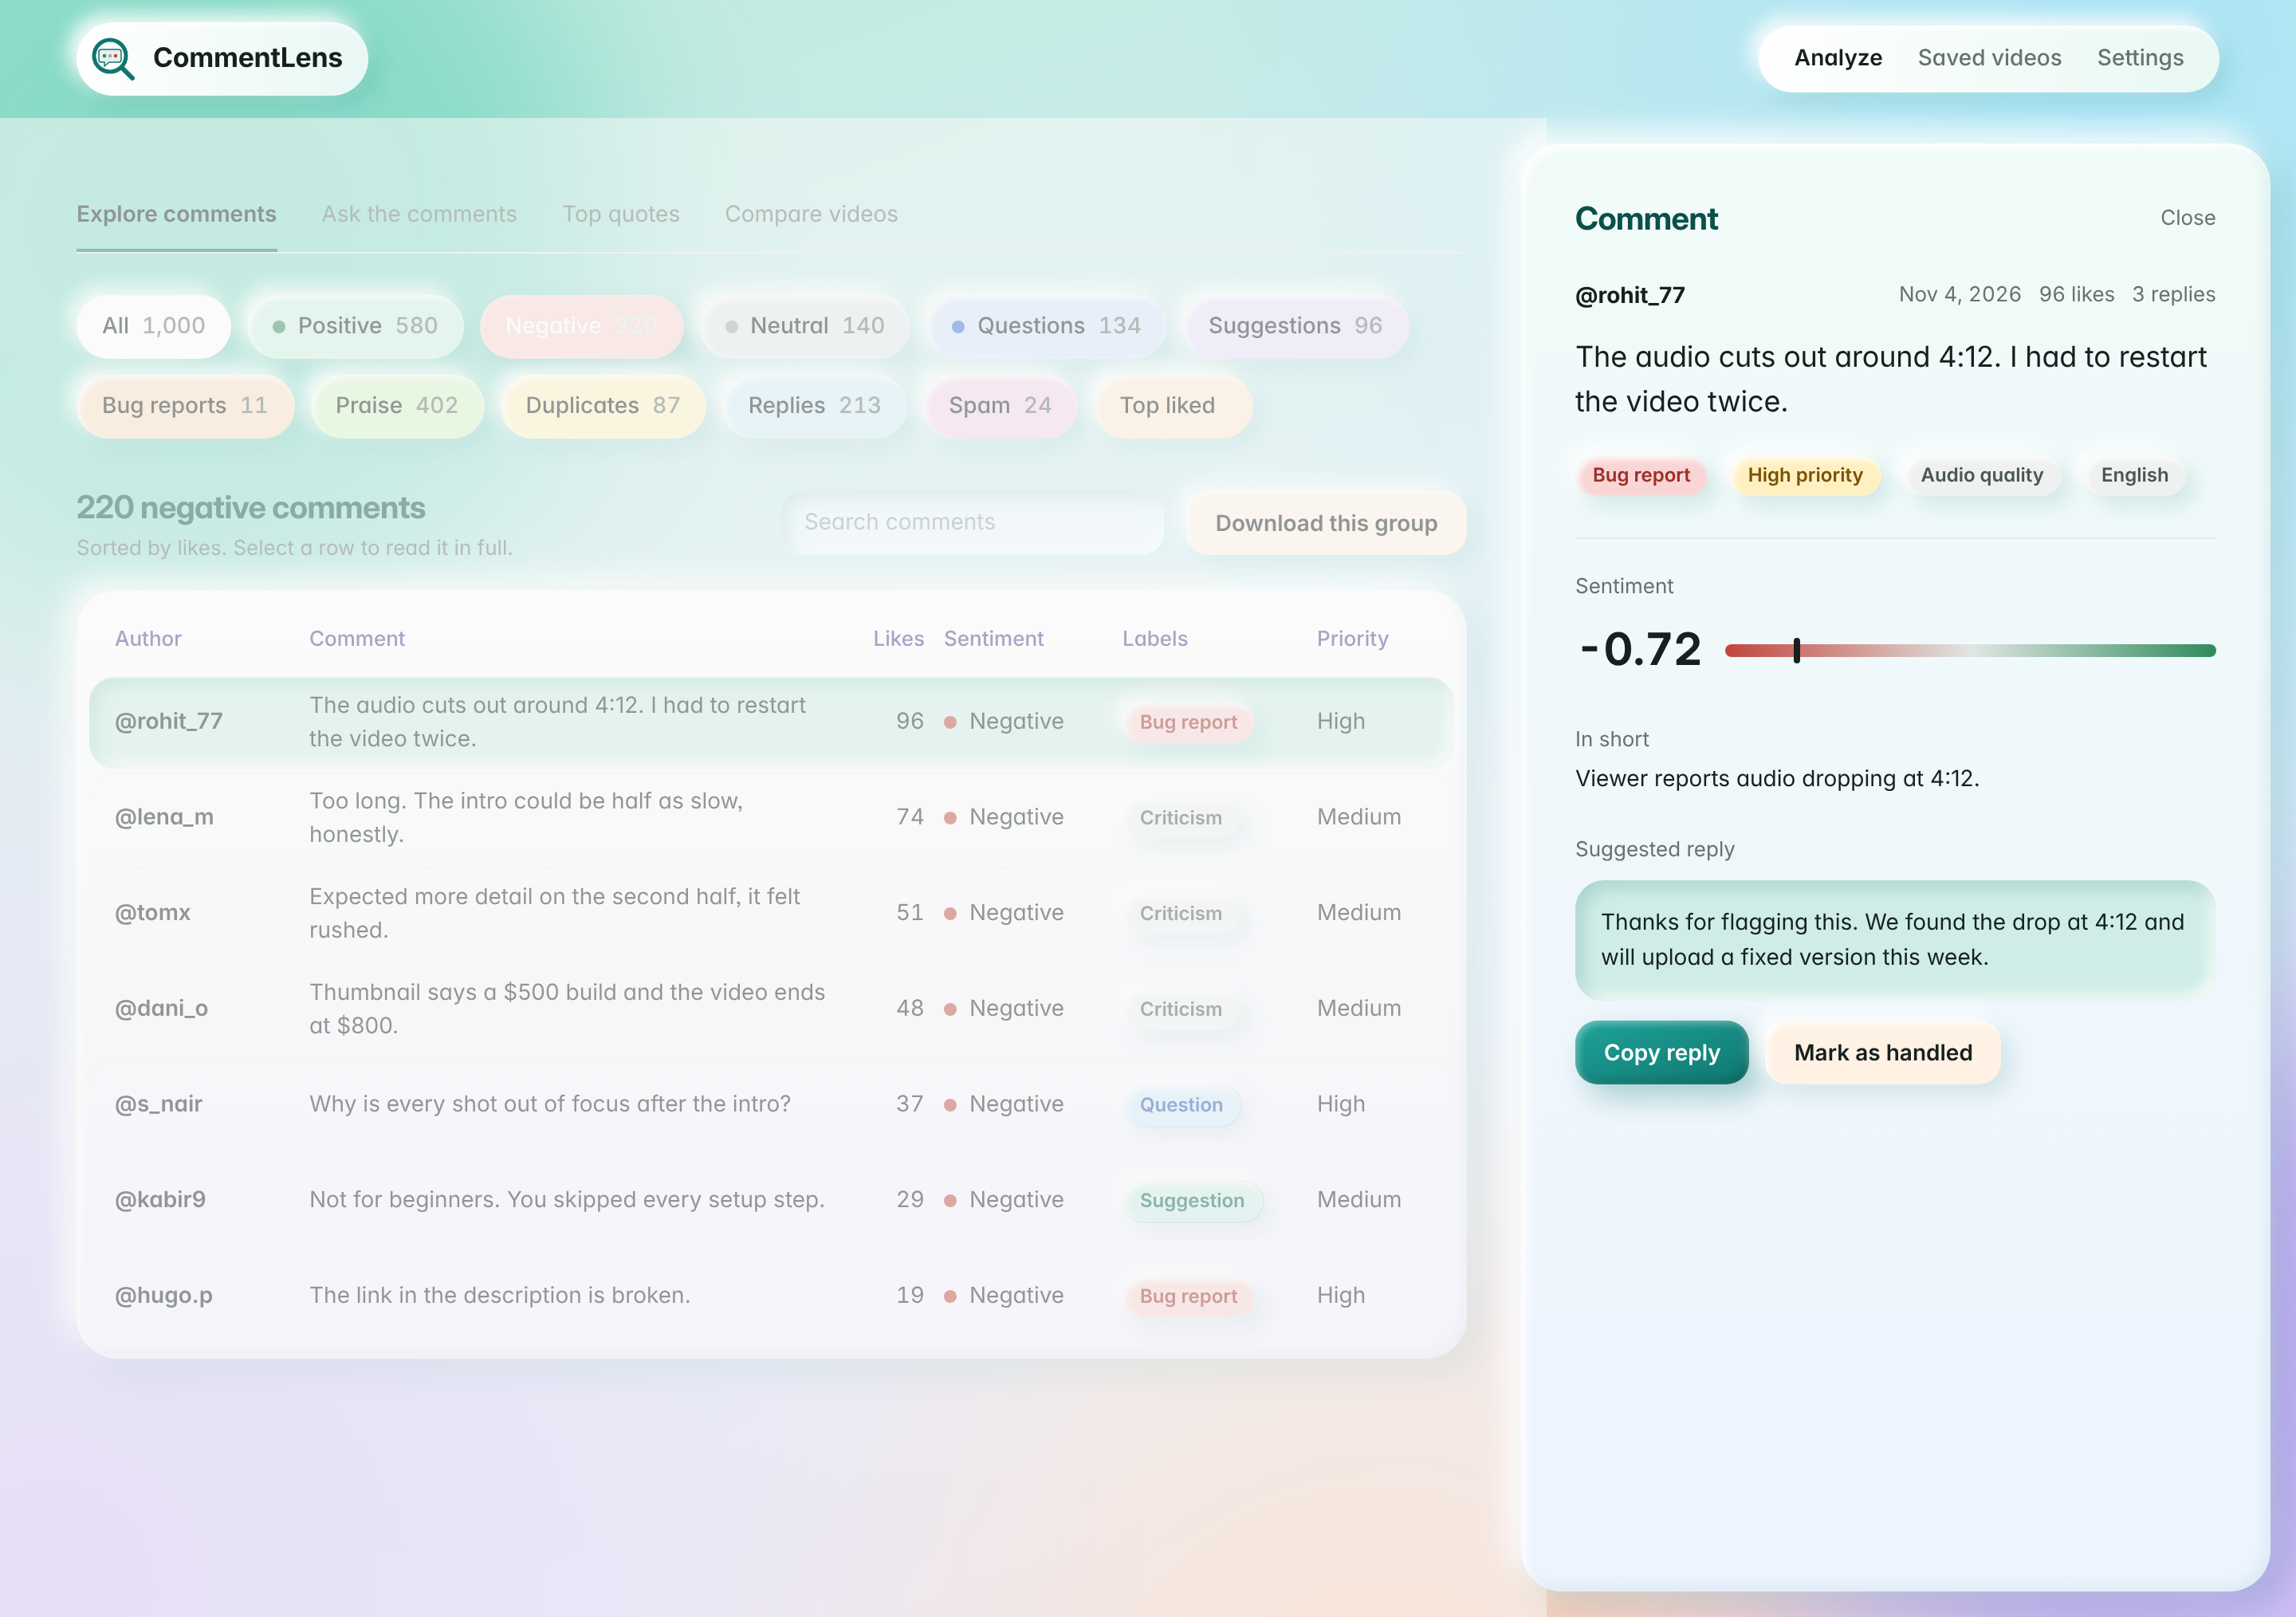 CommentLens
Analyze Saved videos Settings
Explore comments Ask the comments Top quotes Compare videos
All 1,000 Positive 580 Negative 220 Neutral 140 Questions 134 Suggestions 96
Bug reports 11 Praise 402 Duplicates 87 Replies 213 Spam 24 Top liked
220 negative comments
Sorted by likes. Select a row to read it in full.
Search comments
Download this group
Author Comment Likes Sentiment Labels Priority
@rohit_77 The audio cuts out around 4:12. I had to restart
the video twice. 96 Negative Bug report High
@lena_m Too long. The intro could be half as slow,
honestly. 74 Negative Criticism Medium
@tomx Expected more detail on the second half, it felt
rushed. 51 Negative Criticism Medium
@dani_o Thumbnail says a $500 build and the video ends
at $800. 48 Negative Criticism Medium
@s_nair Why is every shot out of focus after the intro? 37 Negative Question High
@kabir9 Not for beginners. You skipped every setup step. 29 Negative Suggestion Medium
@hugo.p The link in the description is broken. 19 Negative Bug report High
Comment Close
@rohit_77 Nov 4, 2026 96 likes 3 replies
The audio cuts out around 4:12. I had to restart
the video twice.
Bug report High priority Audio quality English
Sentiment
-0.72
In short
Viewer reports audio dropping at 4:12.
Suggested reply
Thanks for flagging this. We found the drop at 4:12 and
will upload a fixed version this week.
Copy reply Mark as handled